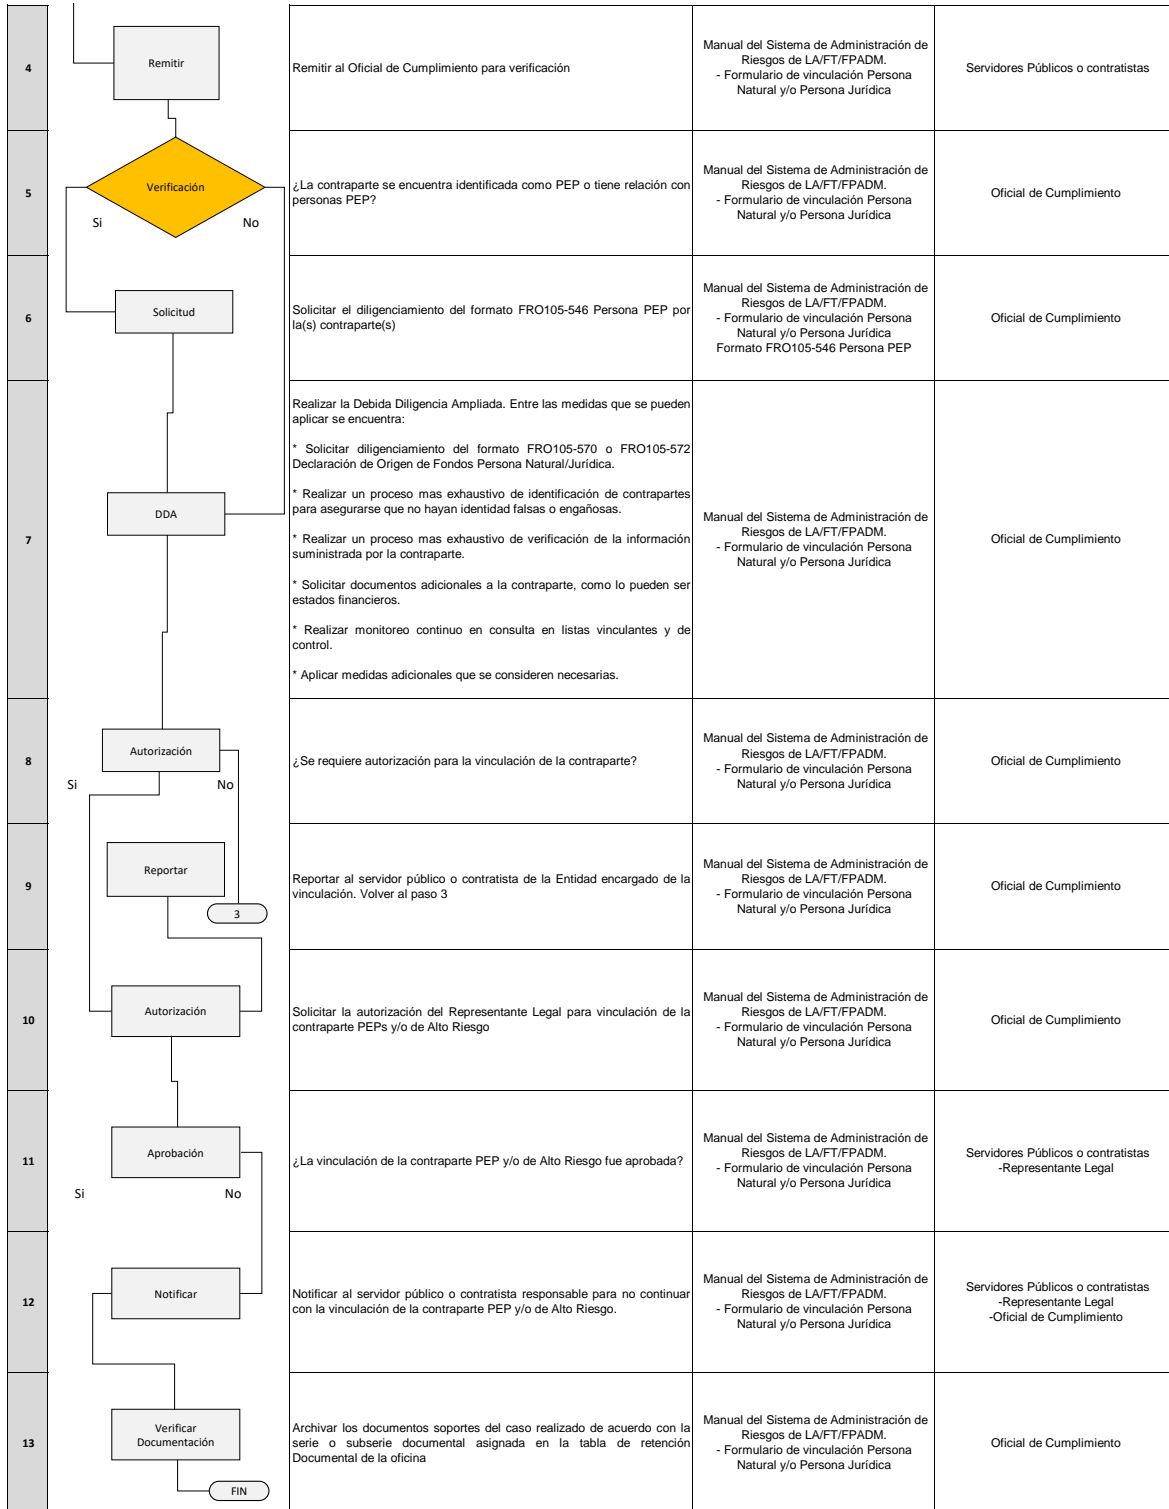 4
Remitir
Remitir al Oficial de Cumplimiento para verificación
Manual del Sistema de Administración de
Riesgos de LA/FT/FPADM.
- Formulario de vinculación Persona
Natural y/o Persona Jurídica
Servidores Públicos o contratistas
5
Verificación
Si
No
¿La contraparte se encuentra identificada como PEP o tiene relación con
personas PEP?
Manual del Sistema de Administración de
Riesgos de LA/FT/FPADM.
- Formulario de vinculación Persona
Natural y/o Persona Jurídica
Oficial de Cumplimiento
6
Solicitud
Solicitar el diligenciamiento del formato FRO105-546 Persona PEP por
la(s) contraparte(s)
Manual del Sistema de Administración de
Riesgos de LA/FT/FPADM.
- Formulario de vinculación Persona
Natural y/o Persona Jurídica
Formato FRO105-546 Persona PEP
Oficial de Cumplimiento
7
DDA
Realizar la Debida Diligencia Ampliada. Entre las medidas que se pueden
aplicar se encuentra:
* Solicitar diligenciamiento del formato FRO105-570 o FRO105-572
Declaración de Origen de Fondos Persona Natural/Jurídica.
* Realizar un proceso mas exhaustivo de identificación de contrapartes
para asegurarse que no hayan identidad falsas o engañosas.
* Realizar un proceso mas exhaustivo de verificación de la información
suministrada por la contraparte.
* Solicitar documentos adicionales a la contraparte, como lo pueden ser
estados financieros.
* Realizar monitoreo continuo en consulta en listas vinculantes y de
control.
* Aplicar medidas adicionales que se consideren necesarias.
Manual del Sistema de Administración de
Riesgos de LA/FT/FPADM.
- Formulario de vinculación Persona
Natural y/o Persona Jurídica
Oficial de Cumplimiento
8
Autorización
Si
No
¿Se requiere autorización para la vinculación de la contraparte?
Manual del Sistema de Administración de
Riesgos de LA/FT/FPADM.
- Formulario de vinculación Persona
Natural y/o Persona Jurídica
Oficial de Cumplimiento
9
Reportar
3
Reportar al servidor público o contratista de la Entidad encargado de la
vinculación. Volver al paso 3
Manual del Sistema de Administración de
Riesgos de LA/FT/FPADM.
- Formulario de vinculación Persona
Natural y/o Persona Jurídica
Oficial de Cumplimiento
10
Autorización
Solicitar la autorización del Representante Legal para vinculación de la
contraparte PEPs y/o de Alto Riesgo
Manual del Sistema de Administración de
Riesgos de LA/FT/FPADM.
- Formulario de vinculación Persona
Natural y/o Persona Jurídica
Oficial de Cumplimiento
11
Aprobación
Si
No
¿La vinculación de la contraparte PEP y/o de Alto Riesgo fue aprobada?
Manual del Sistema de Administración de
Riesgos de LA/FT/FPADM.
- Formulario de vinculación Persona
Natural y/o Persona Jurídica
Servidores Públicos o contratistas
-Representante Legal
12
Notificar
Notificar al servidor público o contratista responsable para no continuar
con la vinculación de la contraparte PEP y/o de Alto Riesgo.
Manual del Sistema de Administración de
Riesgos de LA/FT/FPADM.
- Formulario de vinculación Persona
Natural y/o Persona Jurídica
Servidores Públicos o contratistas
-Representante Legal
-Oficial de Cumplimiento
13
Verificar
Documentación
FIN
Archivar los documentos soportes del caso realizado de acuerdo con la
serie o subserie documental asignada en la tabla de retención
Documental de la oficina
Manual del Sistema de Administración de
Riesgos de LA/FT/FPADM.
- Formulario de vinculación Persona
Natural y/o Persona Jurídica
Oficial de Cumplimiento